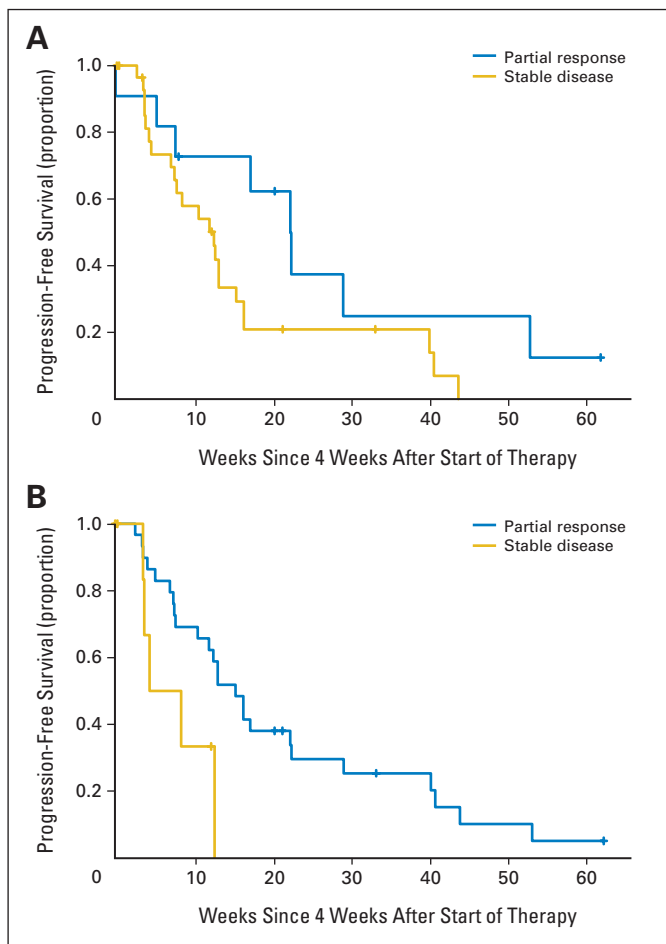 A
Partial response
Stable disease
Progression-Free Survival (proportion)
1.0
0.8
0.6
0.4
0.2
0 10 20 30 40 50 60
Weeks Since 4 Weeks After Start of Therapy
B
Partial response
Stable disease
Progression-Free Survival (proportion)
1.0
0.8
0.6
0.4
0.2
0 10 20 30 40 50 60
Weeks Since 4 Weeks After Start of Therapy